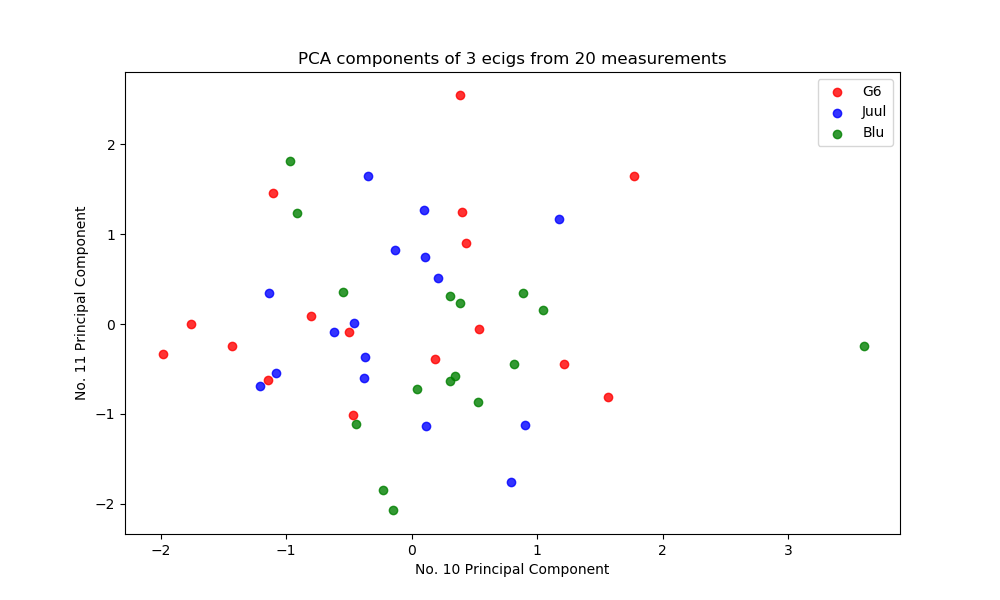 PCA components of 3 ecigs from 20 measurements
G6
Juul
Blu
2
1
0
−1
−2
No. 11 Principal Component
−2 −1 0 1 2 3
No. 10 Principal Component